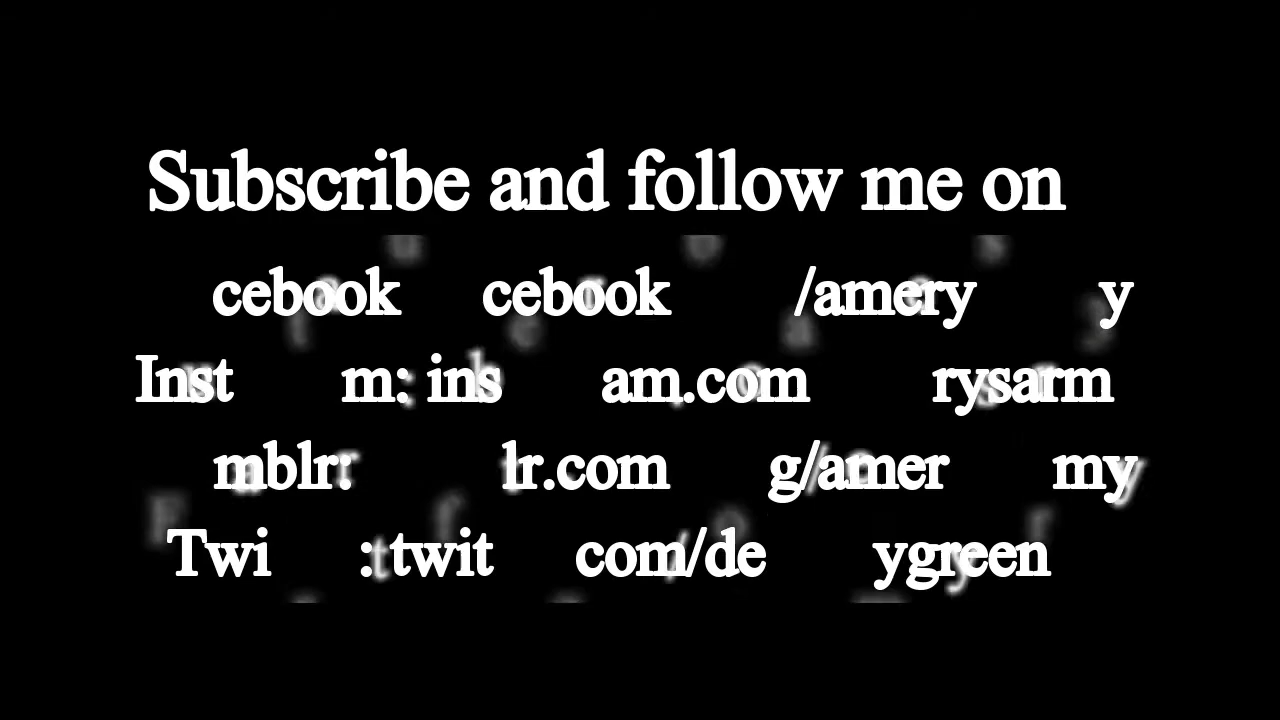 Subscribe and follow me on
cebook cebook /amery y
Inst m: ins am.com rysarm
mblr: lr.com g/amer my
Twi : twit com/de ygreen